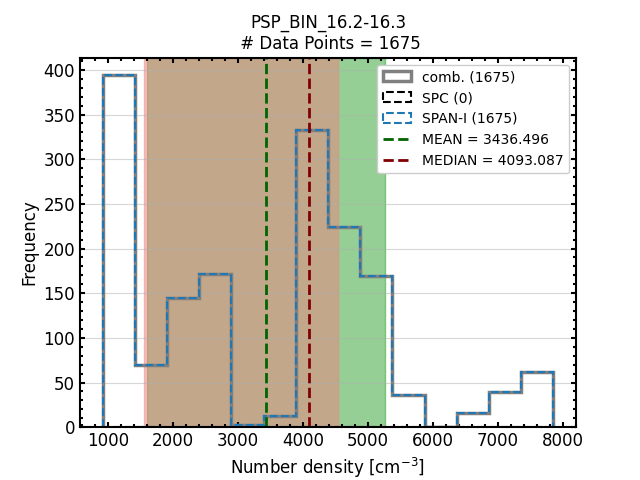 PSP_BIN_16.2-16.3
# Data Points = 1675
400
350
300
250
200
150
100
50
0
Frequency
comb. (1675)
SPC (0)
SPAN-I (1675)
MEAN = 3436.496
MEDIAN = 4093.087
1000 2000 3000 4000 5000 6000 7000 8000
Number density [cm⁻³]